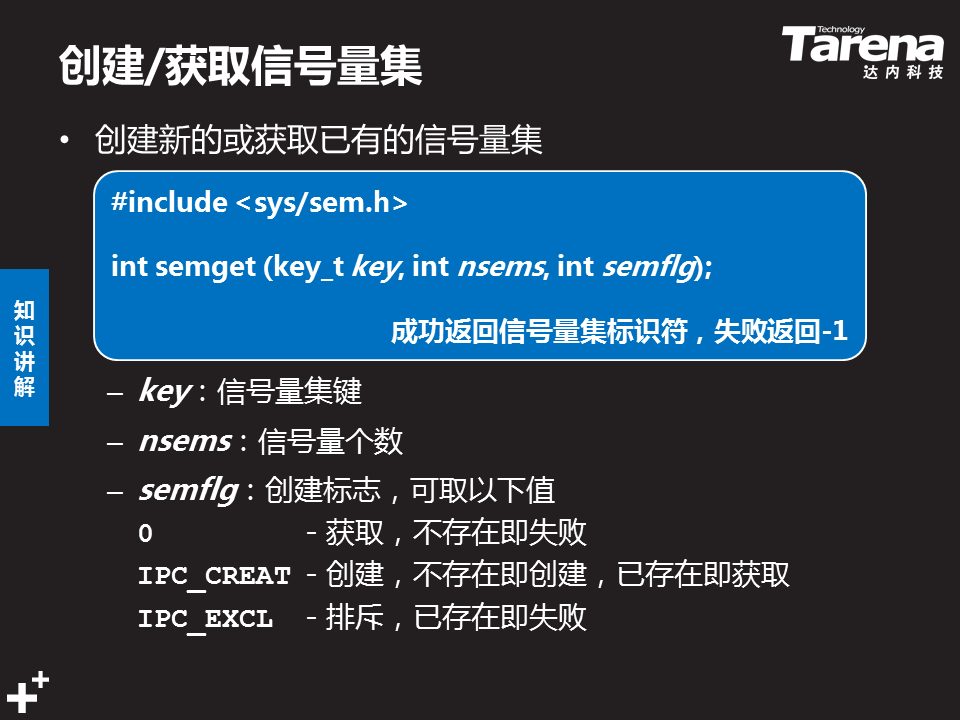 创建/获取信号量集
Technology
Tarena
达内科技
• 创建新的或获取已有的信号量集
#include <sys/sem.h>
int semget (key_t key, int nsems, int semflg);
成功返回信号量集标识符，失败返回-1
知识讲解
– key：信号量集键
– nsems：信号量个数
– semflg：创建标志，可取以下值
0 - 获取，不存在即失败
IPC_CREAT - 创建，不存在即创建，已存在即获取
IPC_EXCL - 排斥，已存在即失败